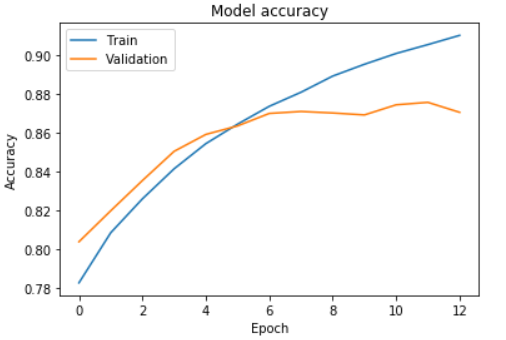 Model accuracy
Train
Validation
Accuracy
0.90
0.88
0.86
0.84
0.82
0.80
0.78
0 2 4 6 8 10 12
Epoch